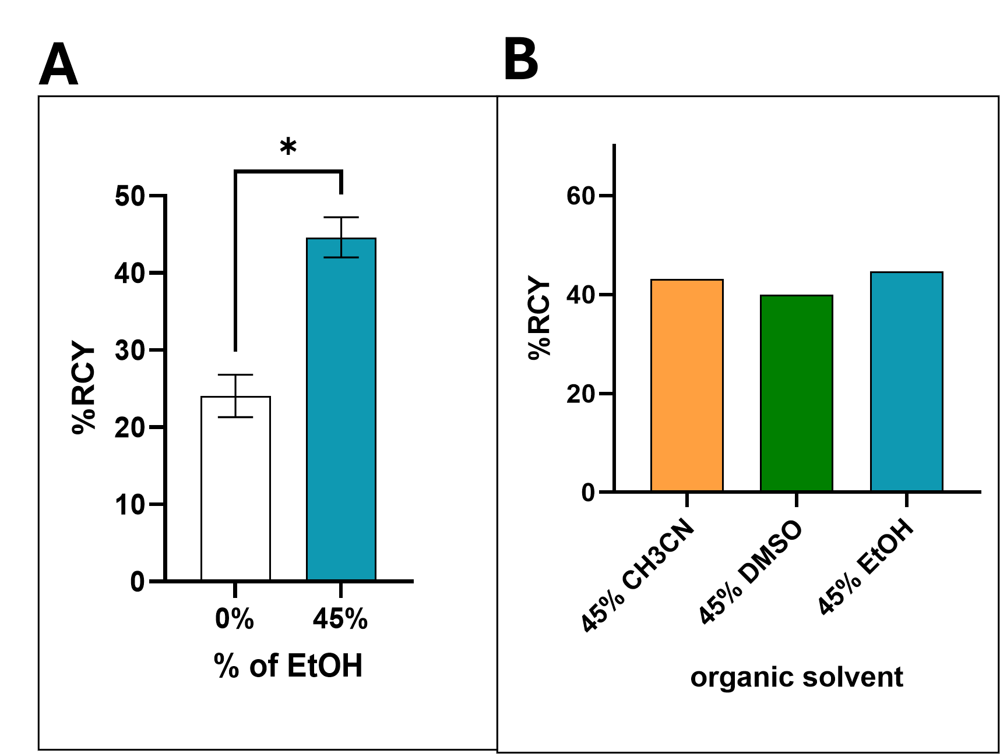 A
B
*
50
40
30
20
10
0
%RCY
0%
45%
% of EtOH
60
40
20
0
%RCY
45% CH3CN
45% DMSO
45% EtOH
organic solvent